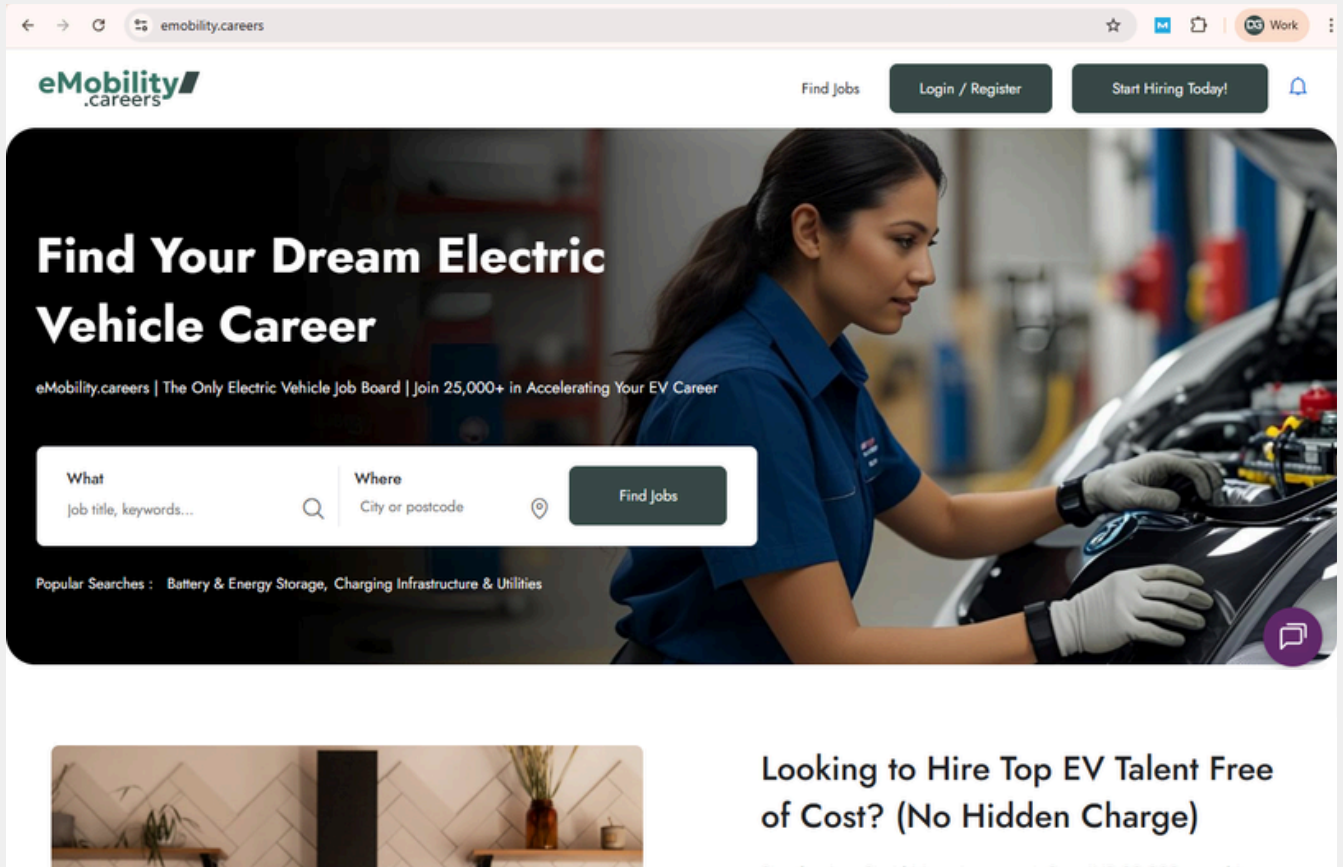 emobility.careers
Work
eMobility
.careers
Find Jobs
Login / Register
Start Hiring Today!
Find Your Dream Electric
Vehicle Career
eMobility.careers | The Only Electric Vehicle Job Board | Join 25,000+ in Accelerating Your EV Career
What
Where
Job title, keywords...
City or postcode
Find Jobs
Popular Searches : Battery & Energy Storage, Charging Infrastructure & Utilities
Looking to Hire Top EV Talent Free
of Cost? (No Hidden Charge)